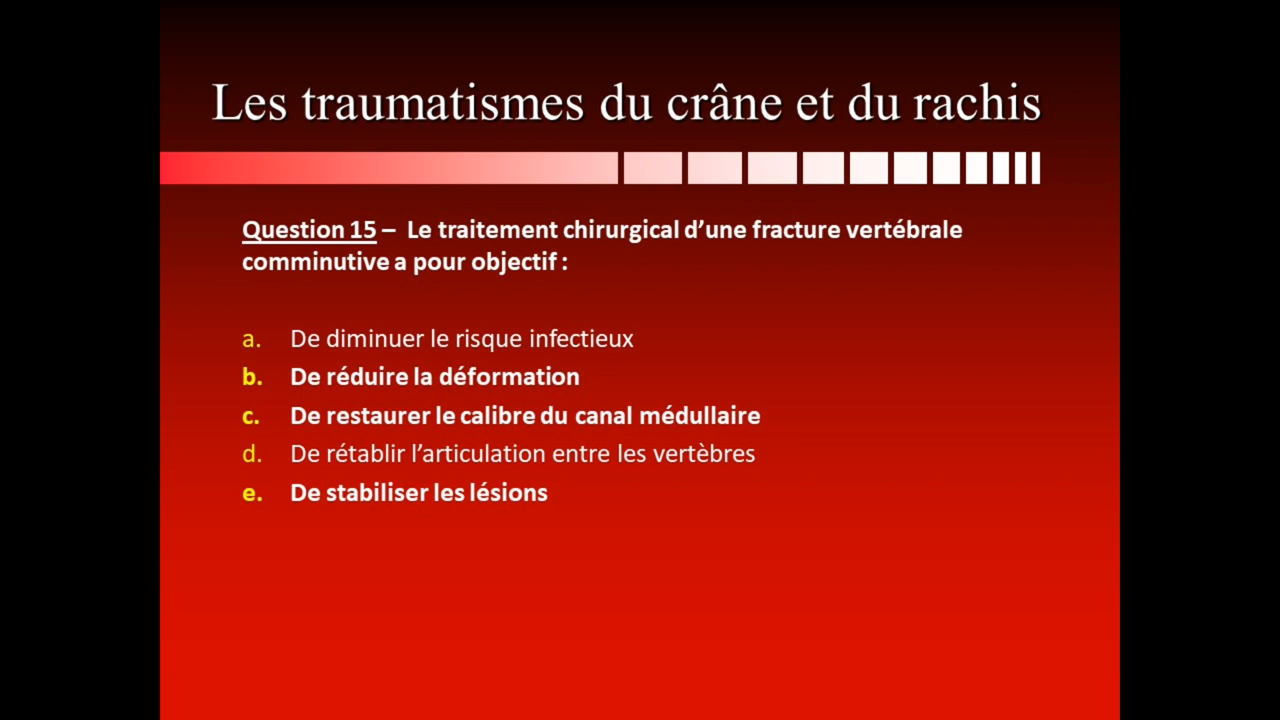 Les traumatismes du crâne et du rachis
Question 15 – Le traitement chirurgical d’une fracture vertébrale
comminutive a pour objectif :
a. De diminuer le risque infectieux
b. De réduire la déformation
c. De restaurer le calibre du canal médullaire
d. De rétablir l’articulation entre les vertèbres
e. De stabiliser les lésions